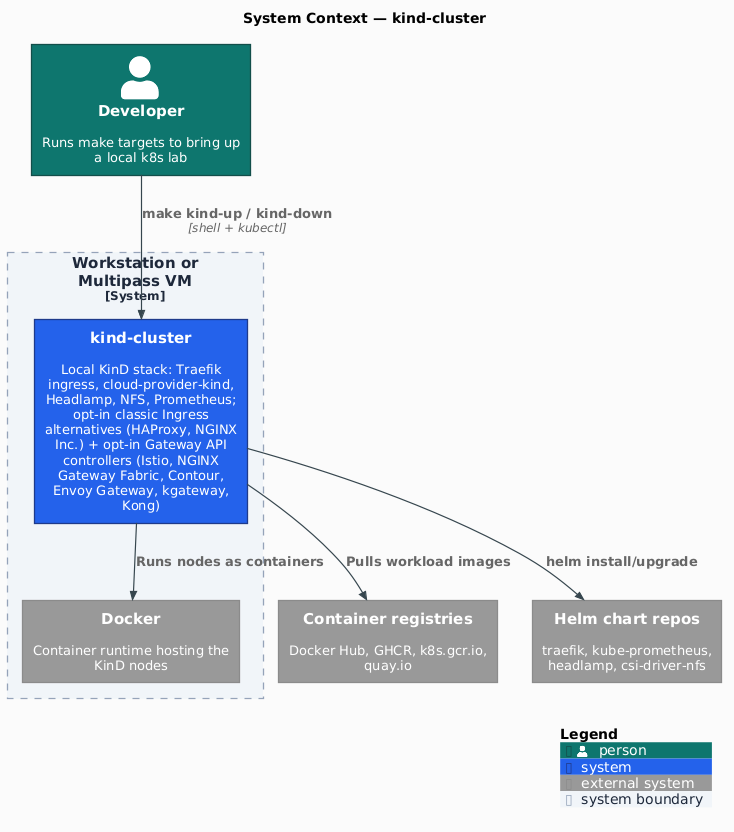 System Context — kind-cluster
Developer
Runs make targets to bring up
a local k8s lab
make kind-up / kind-down
[shell + kubectl]
Workstation or
Multipass VM
[System]
kind-cluster
Local KinD stack: Traefik
ingress, cloud-provider-kind,
Headlamp, NFS, Prometheus;
opt-in classic Ingress
alternatives (HAProxy, NGINX
Inc.) + opt-in Gateway API
controllers (Istio, NGINX
Gateway Fabric, Contour,
Envoy Gateway, kgateway,
Kong)
Runs nodes as containers
Pulls workload images
helm install/upgrade
Docker
Container runtime hosting the
KinD nodes
Container registries
Docker Hub, GHCR, k8s.gcr.io,
quay.io
Helm chart repos
traefik, kube-prometheus,
headlamp, csi-driver-nfs
Legend
person
system
external system
system boundary